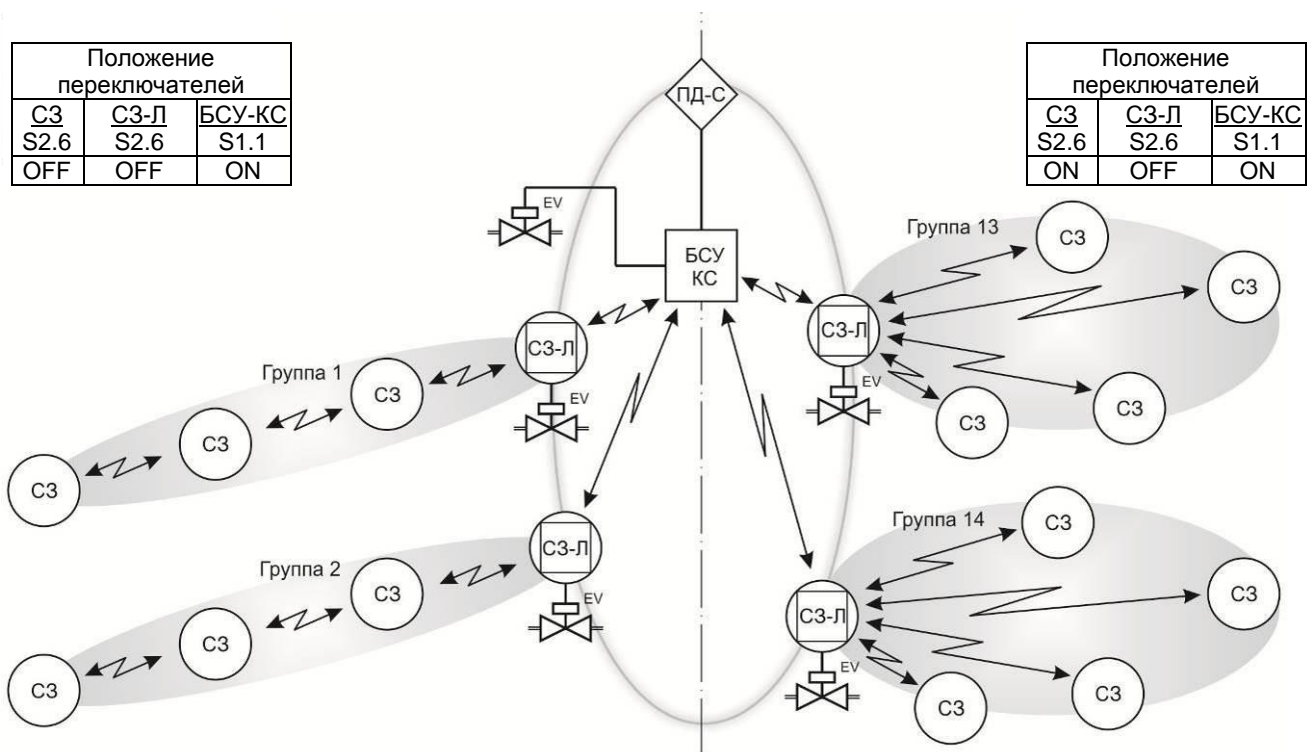 Положение
переключателей
СЗ СЗ-Л БСУ-КС
S2.6 S2.6 S1.1
OFF OFF ON
Положение
переключателей
СЗ СЗ-Л БСУ-КС
S2.6 S2.6 S1.1
ON OFF ON
ПД-С
EV
БСУ
КС
Группа 1
СЗ
СЗ
СЗ
СЗ-Л
EV
Группа 2
СЗ
СЗ
СЗ
СЗ-Л
EV
Группа 13
СЗ
СЗ
СЗ-Л
EV
СЗ
СЗ
Группа 14
СЗ
СЗ
СЗ-Л
EV
СЗ
СЗ